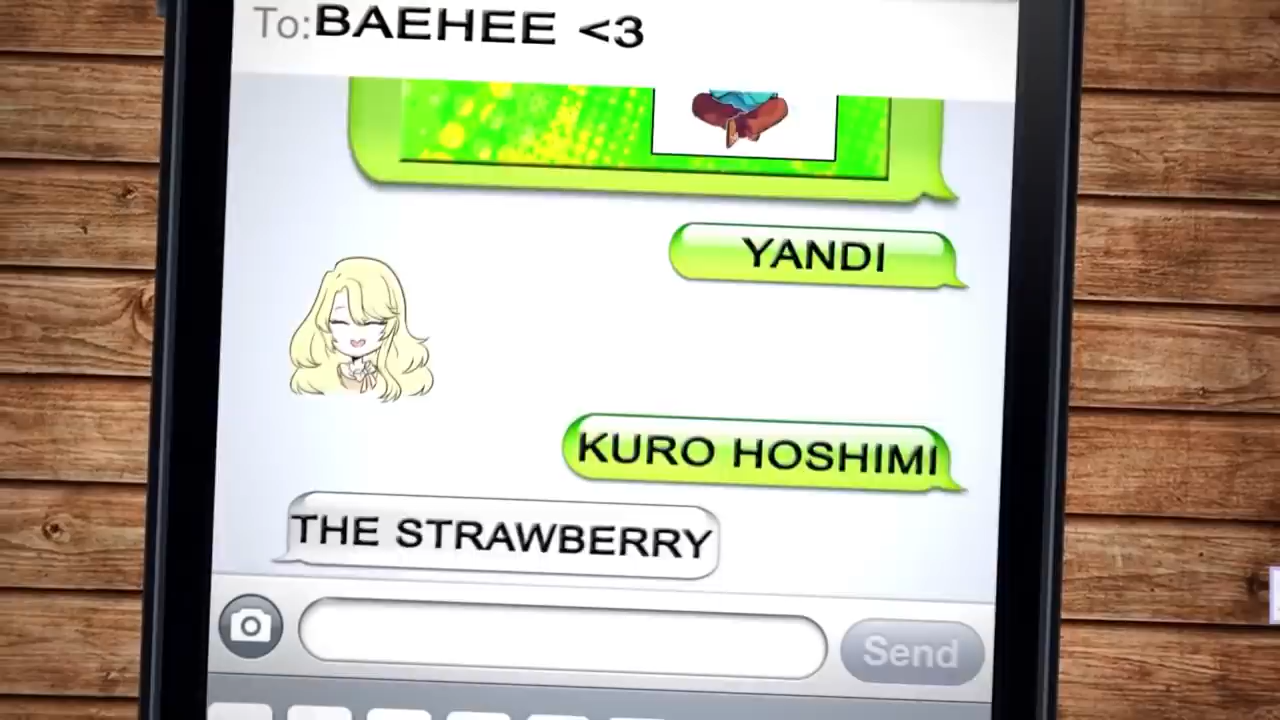 To: BAEHEE <3
YANDI
KURO HOSHIMI
THE STRAWBERRY
Send